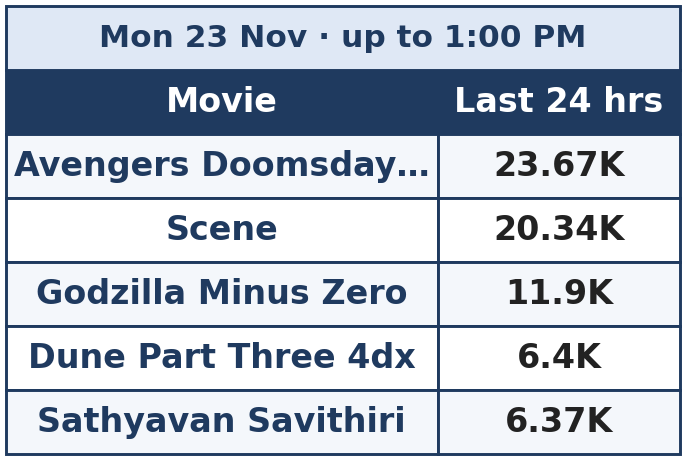 Mon 23 Nov · up to 1:00 PM
Movie Last 24 hrs
Avengers Doomsday... 23.67K
Scene 20.34K
Godzilla Minus Zero 11.9K
Dune Part Three 4dx 6.4K
Sathyavan Savithiri 6.37K